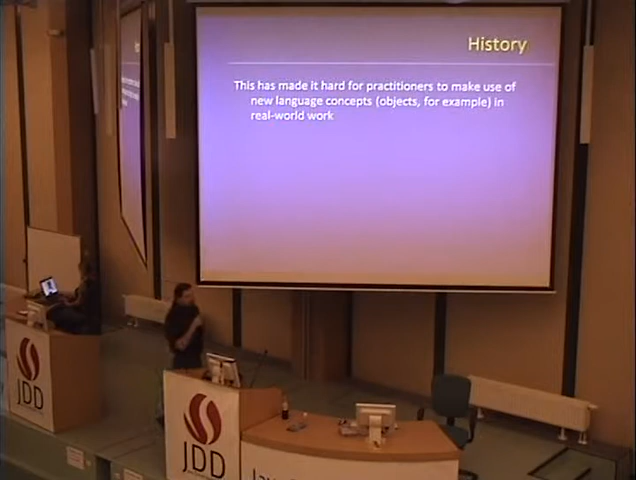 History
This has made it hard for practitioners to make use of
new language concepts (objects, for example) in
real-world work
JDD
JDD